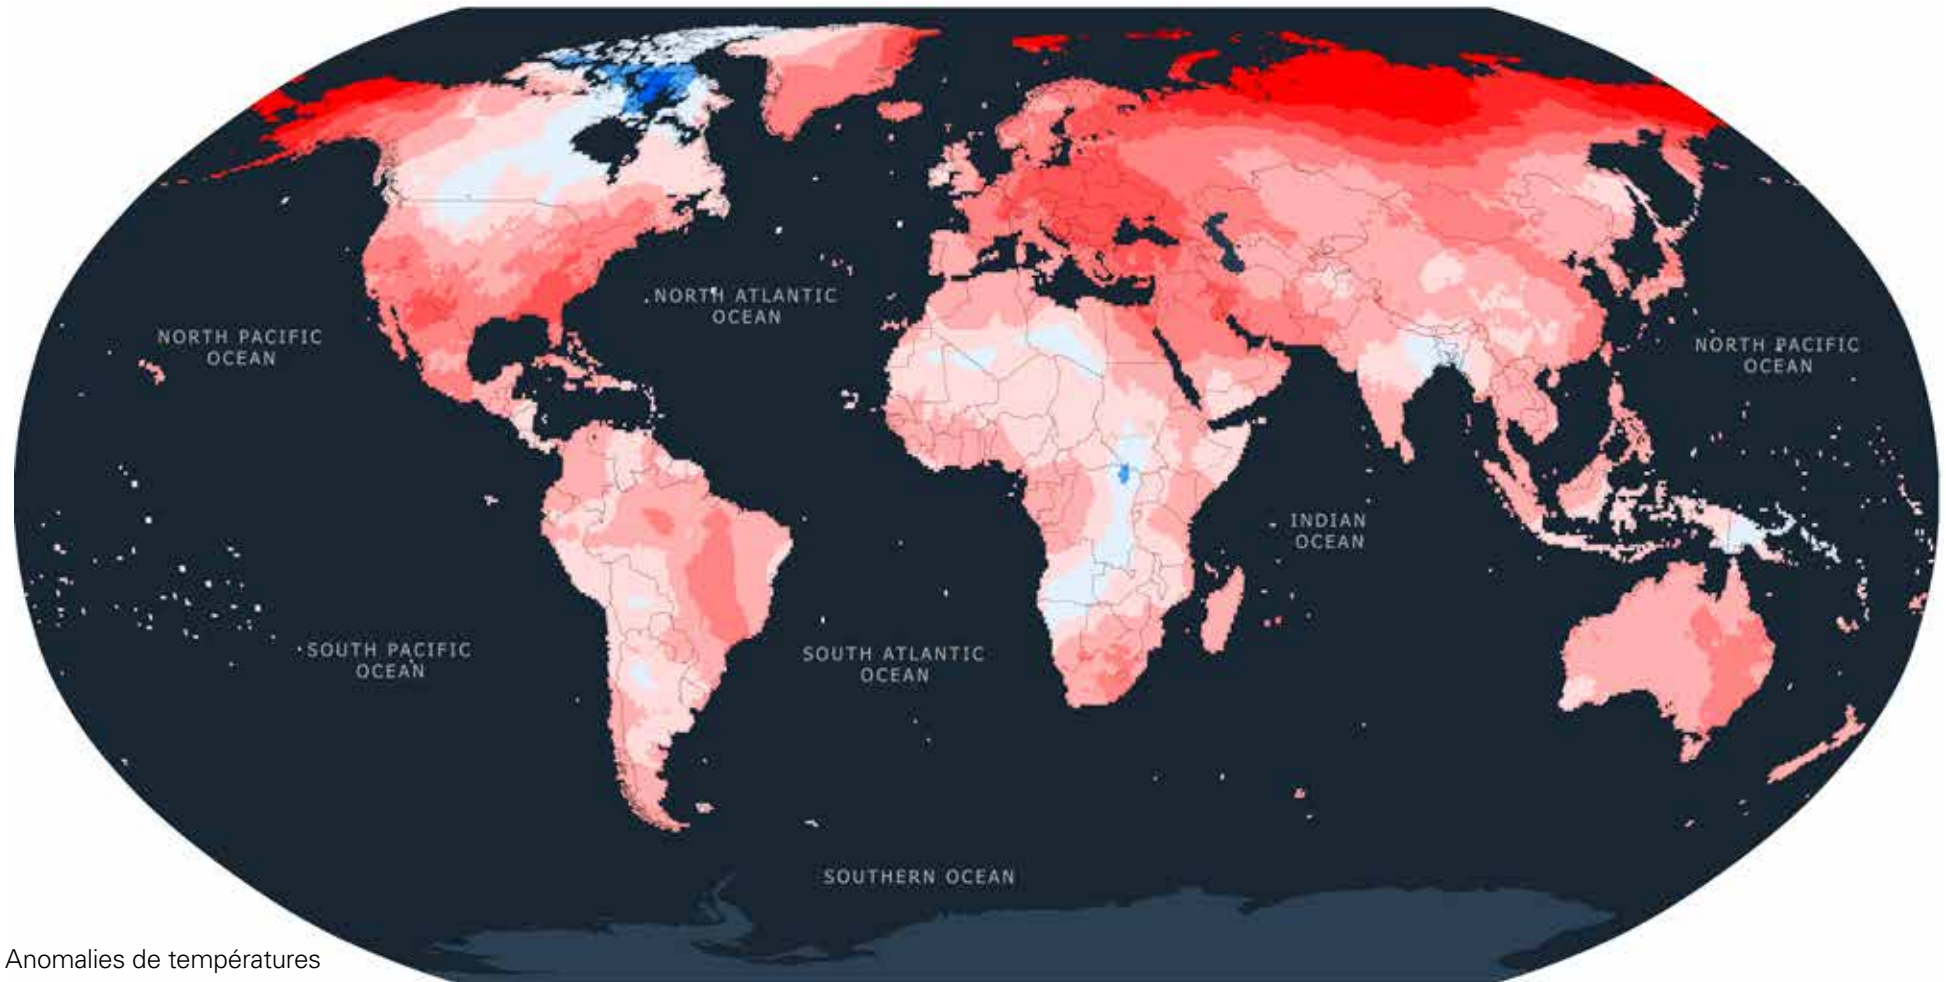 NORTH ATLANTIC
OCEAN
NORTH PACIFIC
OCEAN
NORTH PACIFIC
OCEAN
INDIAN
OCEAN
SOUTH PACIFIC
OCEAN
SOUTH ATLANTIC
OCEAN
SOUTHERN OCEAN
Anomalies de températures